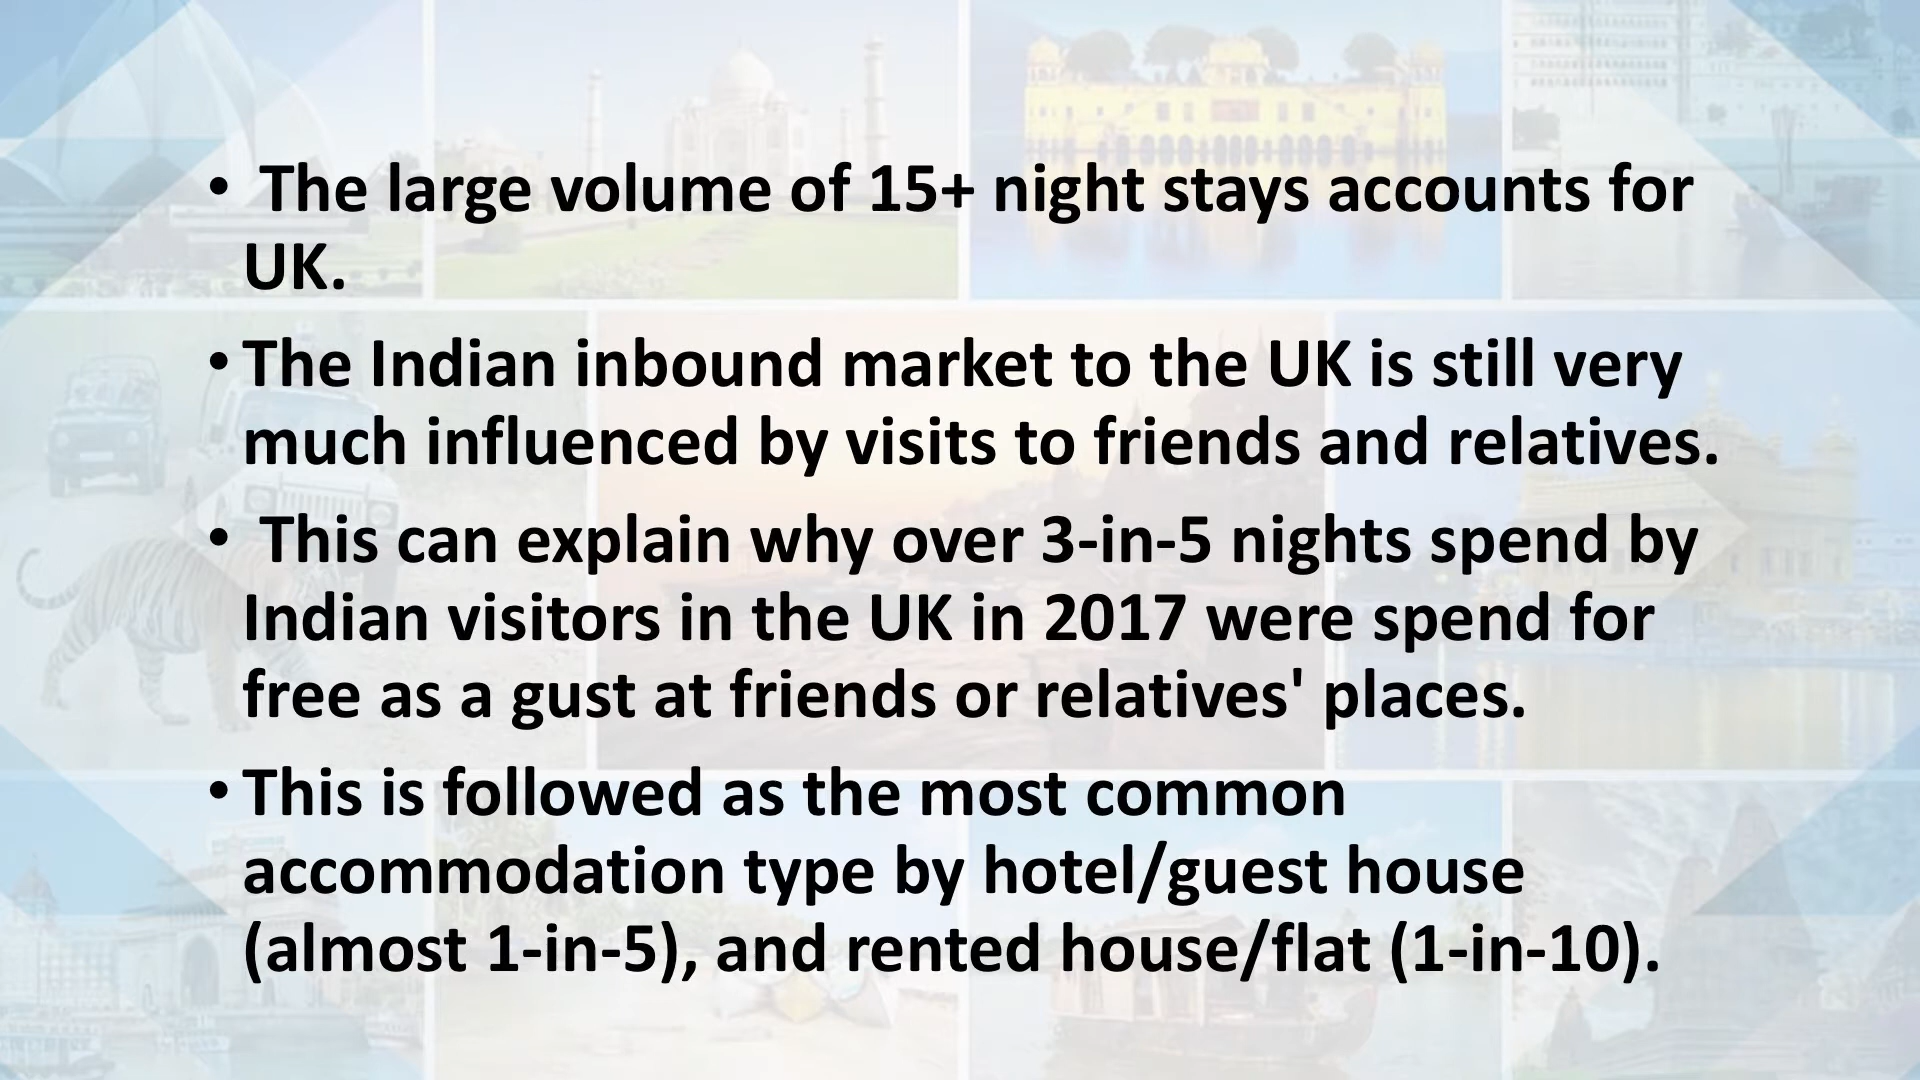 • The large volume of 15+ night stays accounts for
UK.
• The Indian inbound market to the UK is still very
much influenced by visits to friends and relatives.
• This can explain why over 3-in-5 nights spend by
Indian visitors in the UK in 2017 were spend for
free as a gust at friends or relatives' places.
• This is followed as the most common
accommodation type by hotel/guest house
(almost 1-in-5), and rented house/flat (1-in-10).